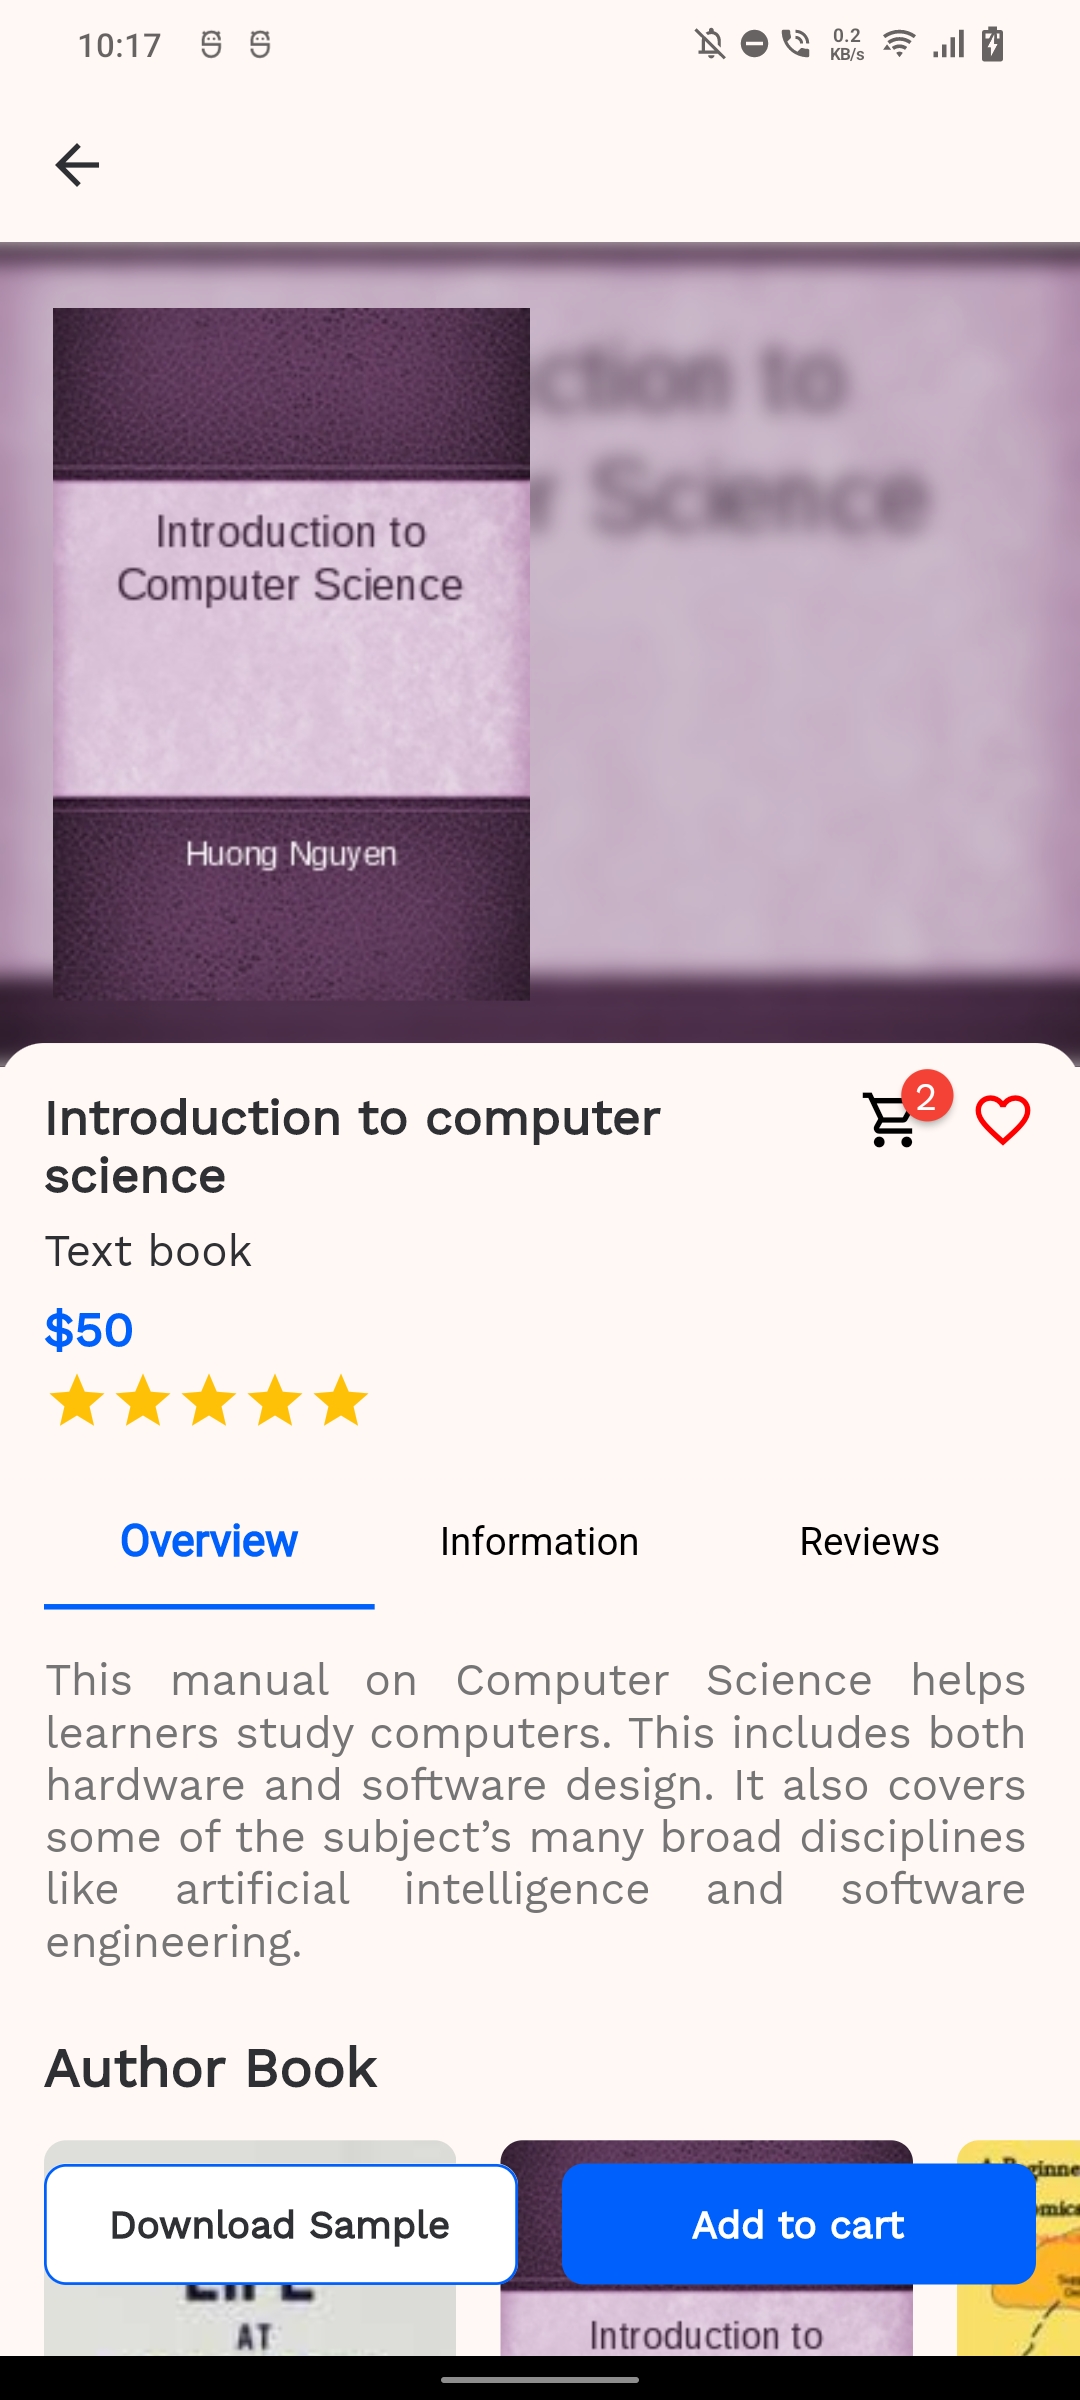 10:17
0.2
KB/s
ction to
r Science
Introduction to
Computer Science
Huong Nguyen
Introduction to computer
science
2
Text book
$50
Overview
Information
Reviews
This manual on Computer Science helps
learners study computers. This includes both
hardware and software design. It also covers
some of the subject’s many broad disciplines
like artificial intelligence and software
engineering.
Author Book
Download Sample
Add to cart
AT
Introduction to